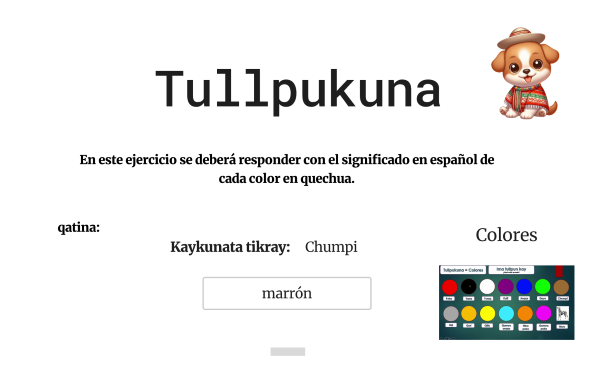 Tullpukuna
En este ejercicio se deberá responder con el significado en español de
cada color en quechua.
qatina:
Kaykunata tikray: Chumpi
marrón
Colores